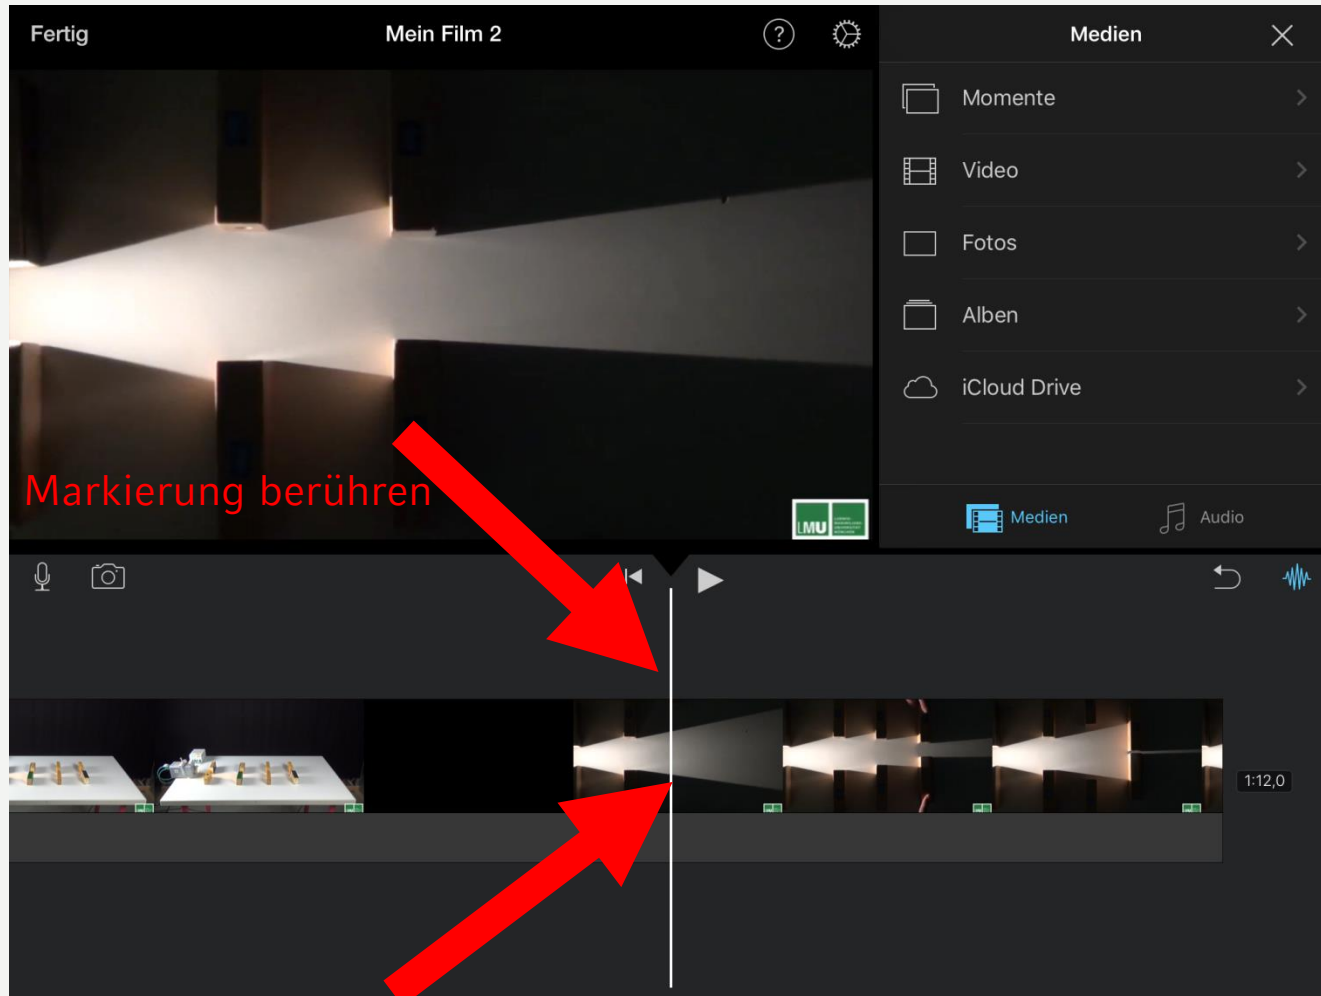 Fertig
Mein Film 2
?
Medien
Momente
Video
Fotos
Alben
iCloud Drive
Markierung berühren
LMU
Medien
Audio
1:12,0